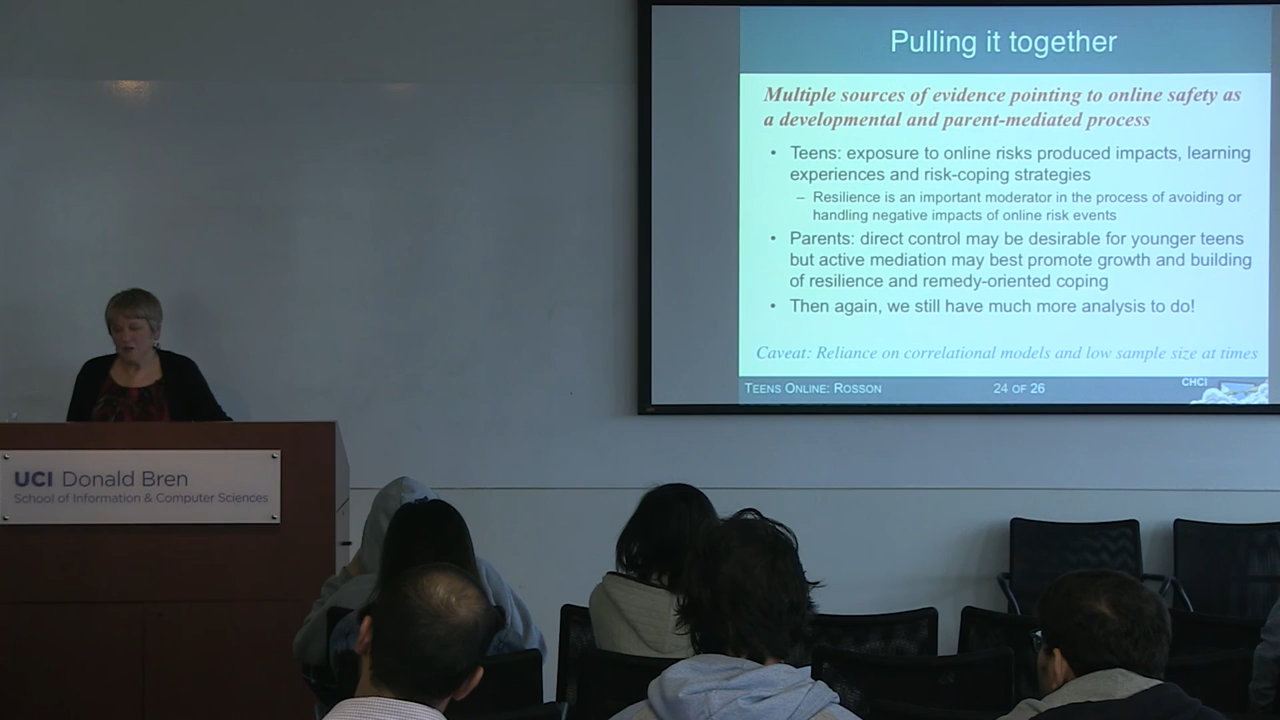 Pulling it together
Multiple sources of evidence pointing to online safety as
a developmental and parent-mediated process
• Teens: exposure to online risks produced impacts, learning
experiences and risk-coping strategies
– Resilience is an important moderator in the process of avoiding or
handling negative impacts of online risk events
• Parents: direct control may be desirable for younger teens
but active mediation may best promote growth and building
of resilience and remedy-oriented coping
• Then again, we still have much more analysis to do!
Caveat: Reliance on correlational models and low sample size at times
TEENS ONLINE: ROSSON 24 OF 26 CHCI
UCI Donald Bren
School of Information & Computer Sciences